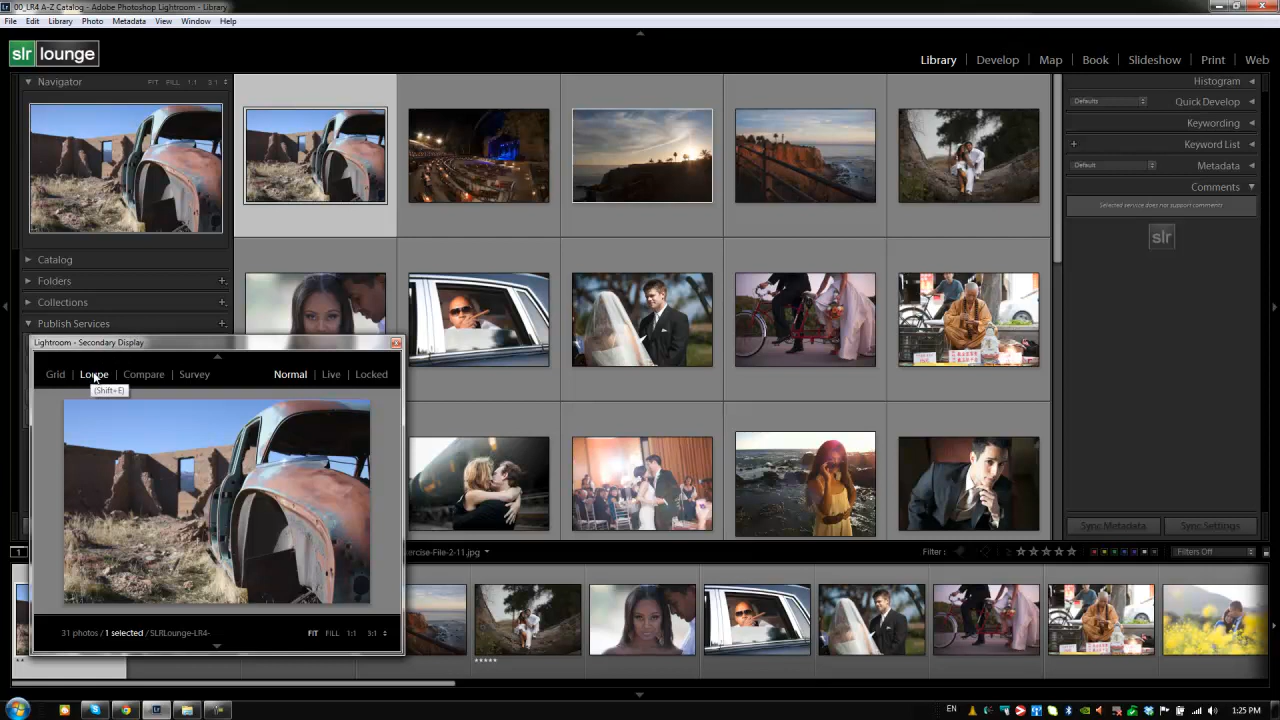 00_LR4 A-Z Catalog - Adobe Photoshop Lightroom - Library
File Edit Library Photo Metadata View Window Help
slr lounge
Library | Develop | Map | Book | Slideshow | Print | Web
Navigator FIT FILL 1:1 3:1
Histogram
Defaults Quick Develop
Keywording
Keyword List
Default Metadata
Comments
Selected service does not support comments
slr
Catalog
Folders
Collections
Publish Services
Lightroom - Secondary Display
Grid | Loupe | Compare | Survey Normal | Live | Locked
(Shift+E)
31 photos / 1 selected / SLRLounge-LR4-
FIT FILL 1:1 3:1
Sync Metadata Sync Settings
1
ercise-File-2-11.jpg
Filter : Filters Off
EN 1:25 PM